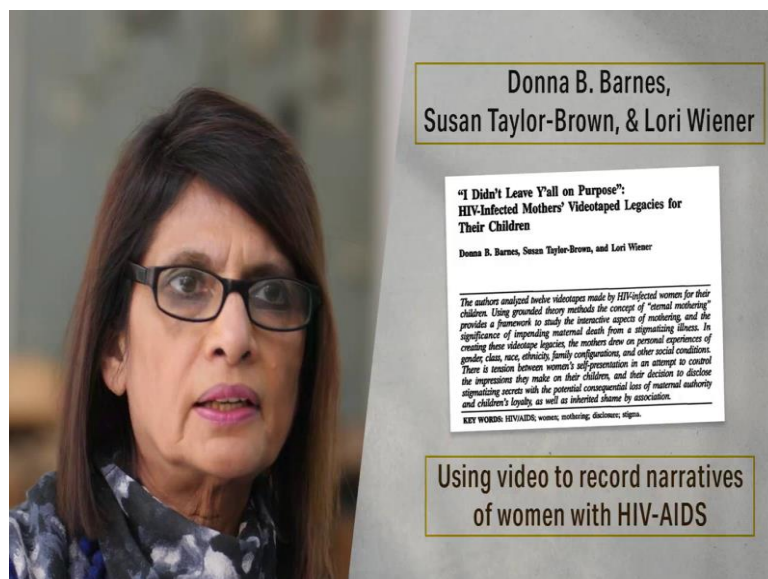 Donna B. Barnes,
Susan Taylor-Brown, & Lori Wiener
“I Didn’t Leave Y’all on Purpose”:
HIV-Infected Mothers’ Videotaped Legacies for
Their Children
Donna B. Barnes, Susan Taylor-Brown, and Lori Wiener
The authors analyzed twelve videotapes made by HIV-infected women for their
children. Using grounded theory methods the concept of “eternal mothering”
provides a framework to study the interactive aspects of mothering, and the
significance of impending maternal death from a stigmatizing illness. In
creating these videotape legacies, the mothers drew on personal experiences of
gender, class, race, ethnicity, family configurations, and other social conditions.
There is tension between women’s self-presentation in an attempt to control
the impressions they make on their children, and their decision to disclose
stigmatizing secrets with the potential consequential loss of maternal authority
and children’s loyalty, as well as inherited shame by association.
KEY WORDS: HIV/AIDS; women; mothering; disclosure; stigma.
Using video to record narratives
of women with HIV-AIDS